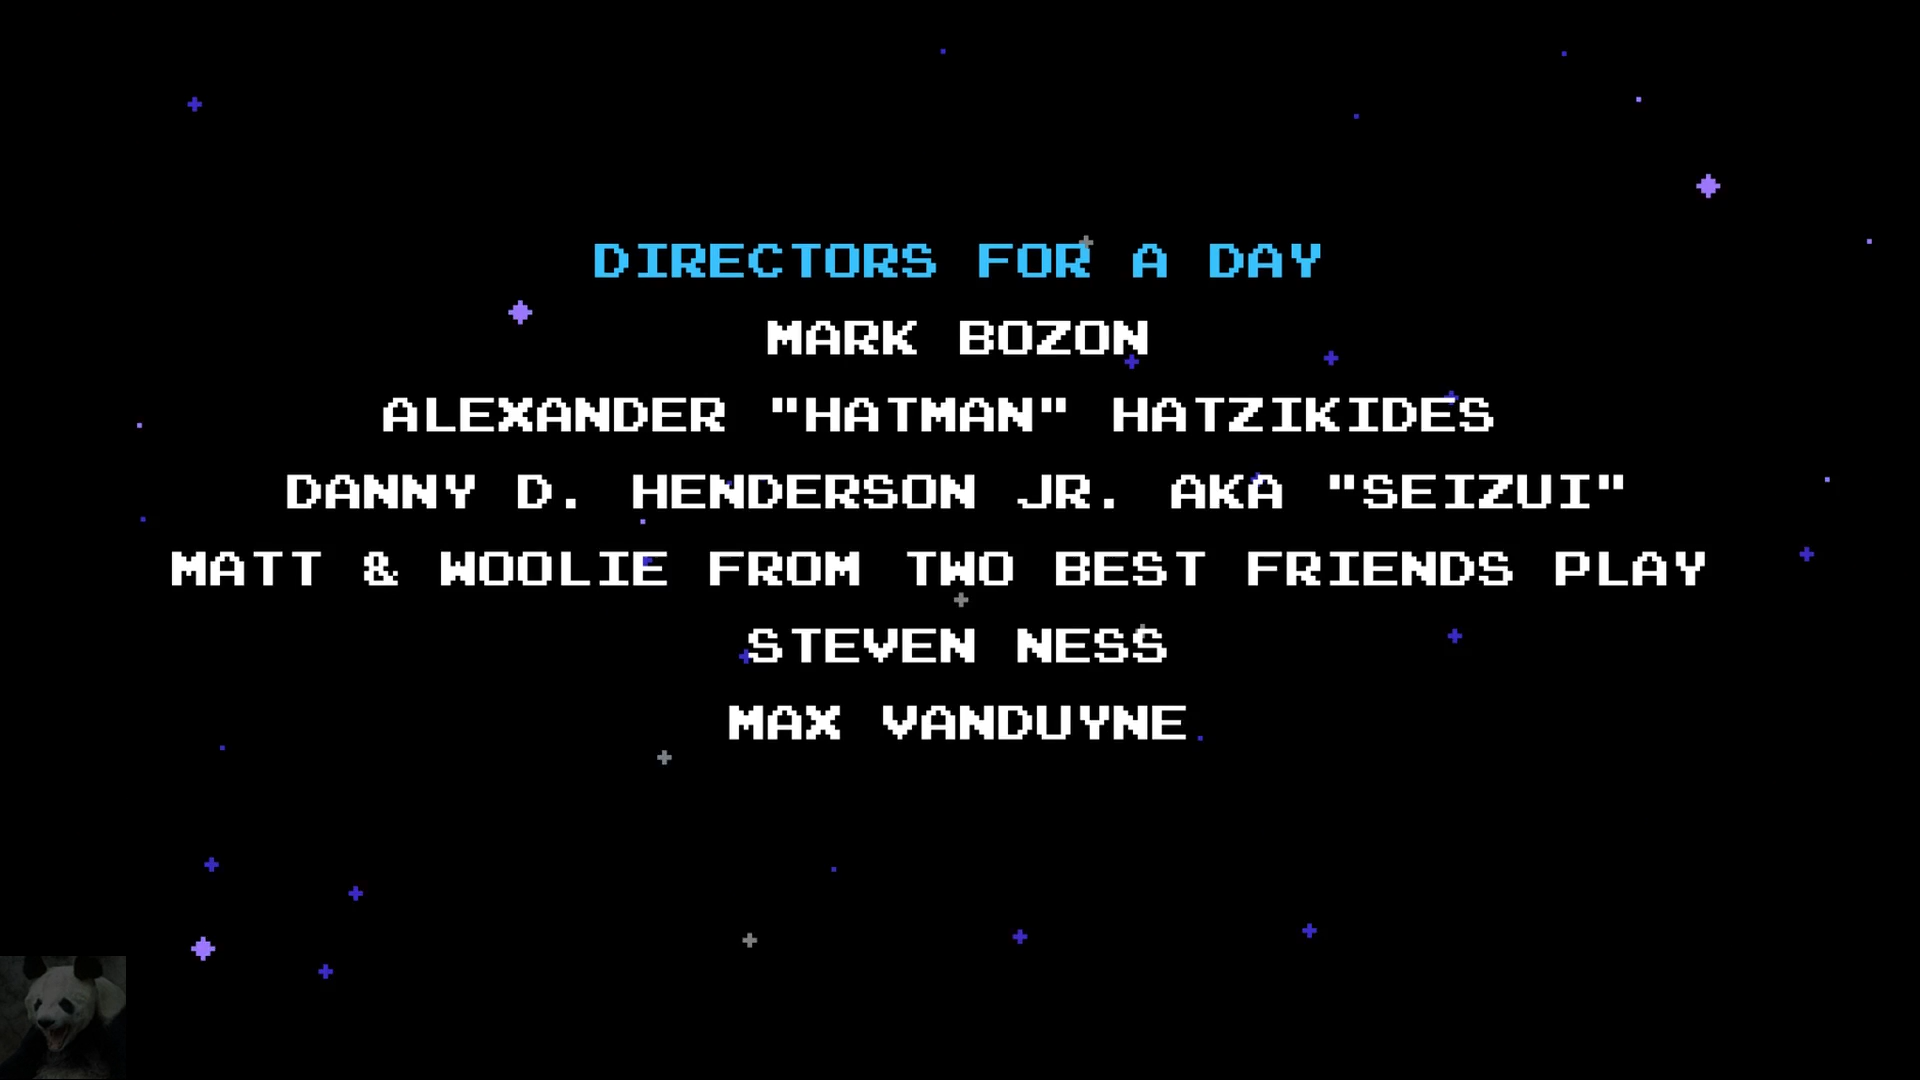 DIRECTORS FOR A DAY
MARK BOZON
ALEXANDER "HATMAN" HATZIKIDES
DANNY D. HENDERSON JR. AKA "SEIZUI"
MATT & WOOLIE FROM TWO BEST FRIENDS PLAY
STEVEN NESS
MAX VANDUYNE